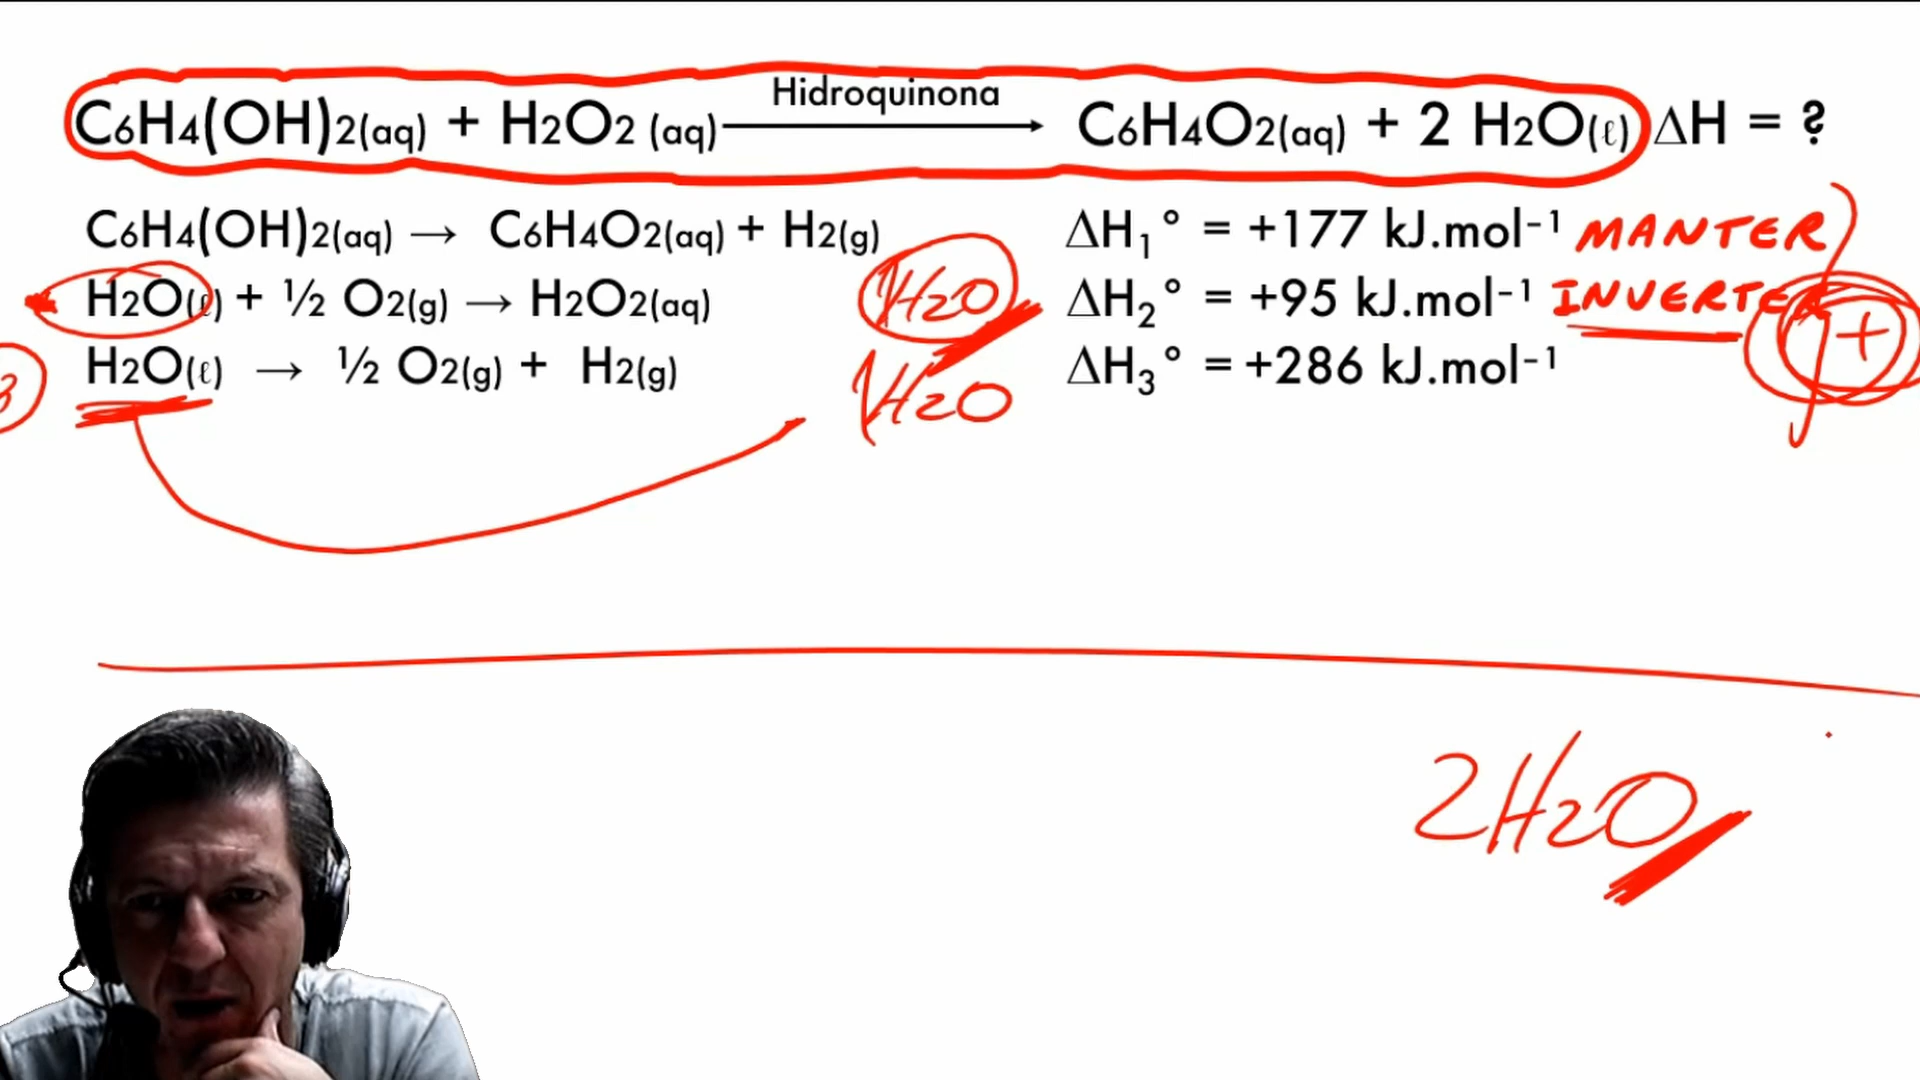 Hidroquinona
C6H4(OH)2(aq) + H2O2 (aq) ⟶ C6H4O2(aq) + 2 H2O(ℓ) ΔH = ?
C6H4(OH)2(aq) → C6H4O2(aq) + H2(g) ΔH1° = +177 kJ.mol⁻¹ MANTER
H2O(ℓ) + ½ O2(g) → H2O2(aq) H2O ΔH2° = +95 kJ.mol⁻¹ INVERTER +
3 H2O(ℓ) → ½ O2(g) + H2(g) H2O ΔH3° = +286 kJ.mol⁻¹
2H2O